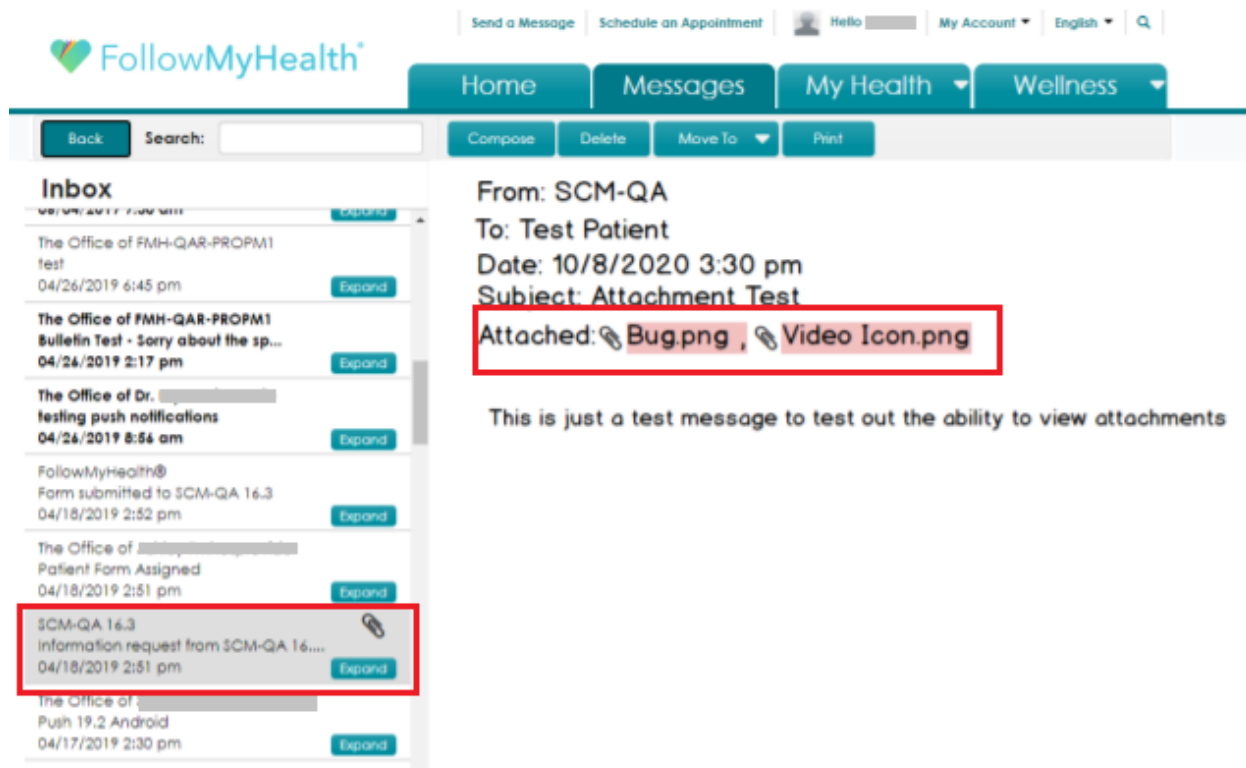 Send a Message Schedule an Appointment Hello My Account English
FollowMyHealth®
Home Messages My Health Wellness
Back Search: Compose Delete Move To Print
Inbox
08/04/2017 7:50 am Expand
The Office of FMH-QAR-PROPM1
test
04/26/2019 6:45 pm Expand
The Office of FMH-QAR-PROPM1
Bulletin Test - Sorry about the sp...
04/26/2019 2:17 pm Expand
The Office of Dr.
testing push notifications
04/26/2019 8:56 am Expand
FollowMyHealth®
Form submitted to SCM-QA 16.3
04/18/2019 2:52 pm Expand
The Office of
Patient Form Assigned
04/18/2019 2:51 pm Expand
SCM-QA 16.3
Information request from SCM-QA 16....
04/18/2019 2:51 pm Expand
The Office of
Push 19.2 Android
04/17/2019 2:30 pm Expand
From: SCM-QA
To: Test Patient
Date: 10/8/2020 3:30 pm
Subject: Attachment Test
Attached: Bug.png , Video Icon.png
This is just a test message to test out the ability to view attachments